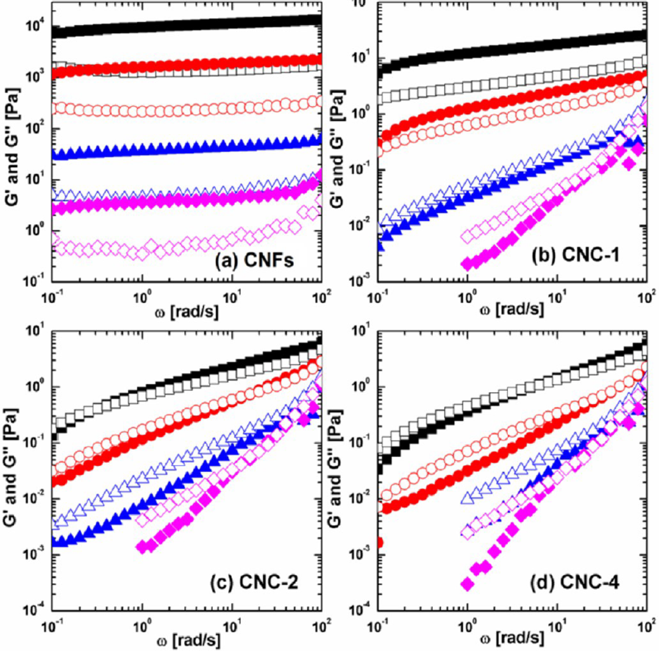 10⁴
10³
10²
10¹
10⁰
10⁻¹
G' and G'' [Pa]
(a) CNFs
10⁻¹ 10⁰ 10¹ 10²
ω [rad/s]
10²
10¹
10⁰
10⁻¹
10⁻²
10⁻³
G' and G'' [Pa]
(b) CNC-1
10⁻¹ 10⁰ 10¹ 10²
ω [rad/s]
10¹
10⁰
10⁻¹
10⁻²
10⁻³
10⁻⁴
G' and G'' [Pa]
(c) CNC-2
10⁻¹ 10⁰ 10¹ 10²
ω [rad/s]
10¹
10⁰
10⁻¹
10⁻²
10⁻³
10⁻⁴
G' and G'' [Pa]
(d) CNC-4
10⁻¹ 10⁰ 10¹ 10²
ω [rad/s]